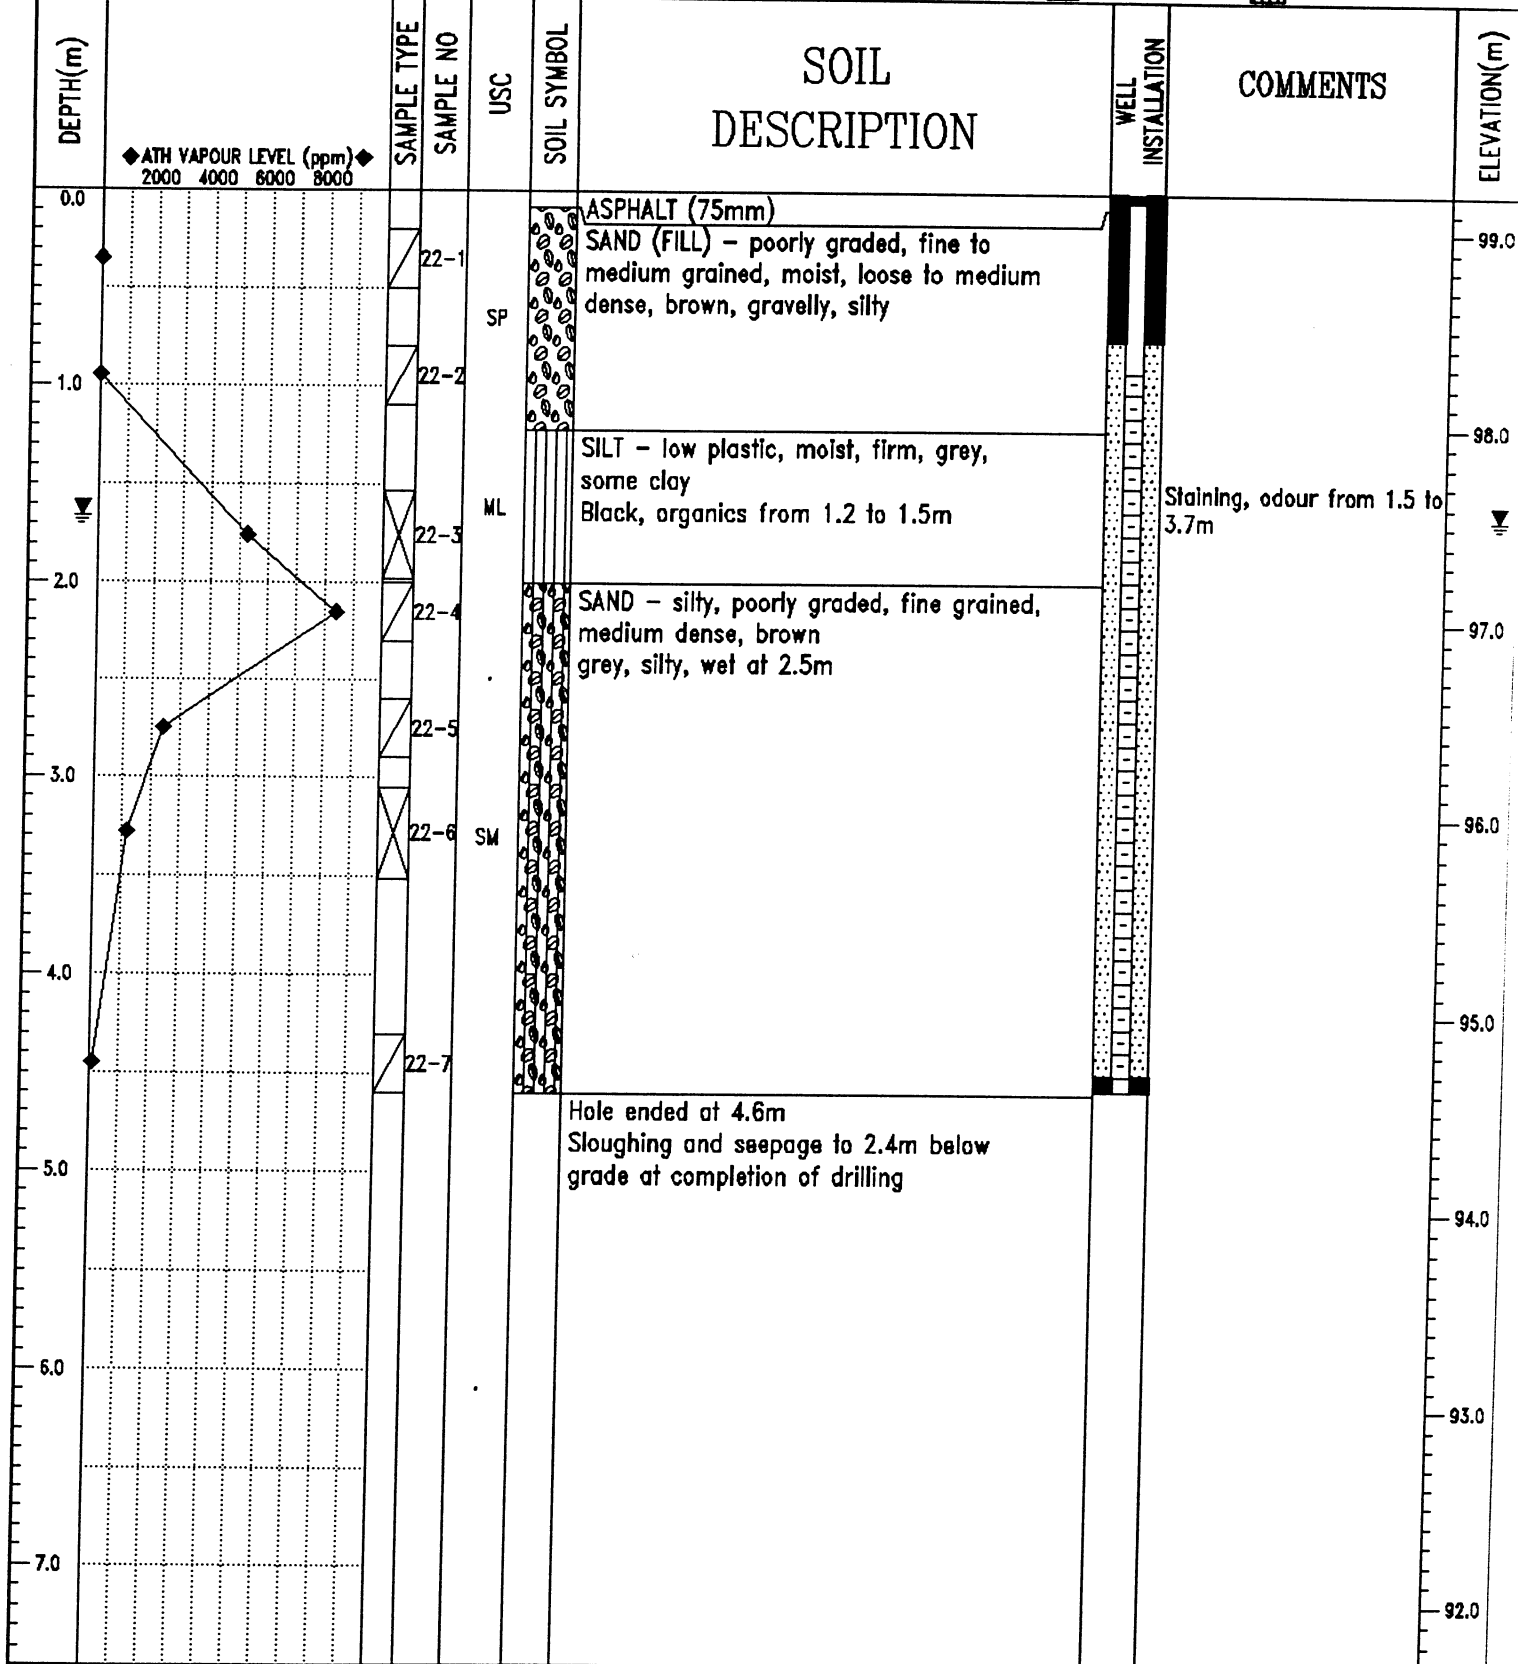 DEPTH(m)
◆ATH VAPOUR LEVEL (ppm)◆
2000 4000 6000 8000
SAMPLE TYPE
SAMPLE NO
USC
SOIL SYMBOL
SOIL
DESCRIPTION
WELL
INSTALLATION
COMMENTS
ELEVATION(m)
0.0
1.0
2.0
3.0
4.0
5.0
6.0
7.0
22-1
22-2
22-3
22-4
22-5
22-6
22-7
SP
ML
SM
ASPHALT (75mm)
SAND (FILL) – poorly graded, fine to
medium grained, moist, loose to medium
dense, brown, gravelly, silty
SILT – low plastic, moist, firm, grey,
some clay
Black, organics from 1.2 to 1.5m
SAND – silty, poorly graded, fine grained,
medium dense, brown
grey, silty, wet at 2.5m
Hole ended at 4.6m
Sloughing and seepage to 2.4m below
grade at completion of drilling
Staining, odour from 1.5 to
3.7m
99.0
98.0
97.0
96.0
95.0
94.0
93.0
92.0